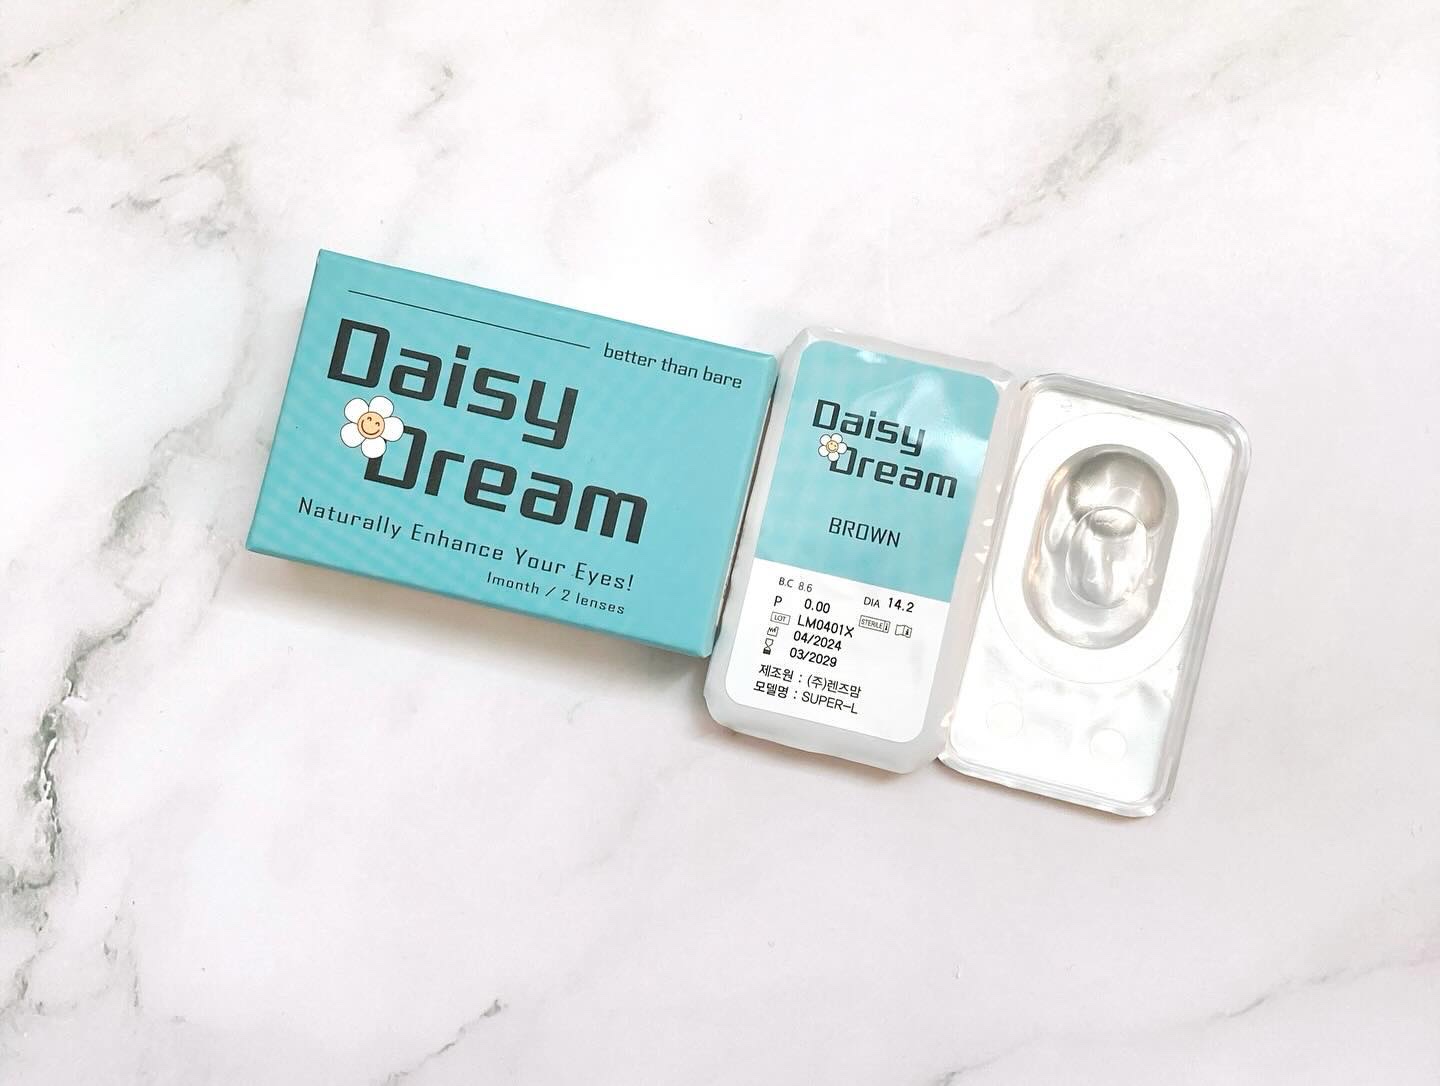 better than bare
Daisy
Dream
Naturally Enhance Your Eyes!
1month / 2 lenses
Daisy
Dream
BROWN
B.C 8.6 DIA 14.2
P 0.00
LOT LM0401X STERILE
04/2024
03/2029
제조원 : (주)렌즈맘
모델명 : SUPER-L